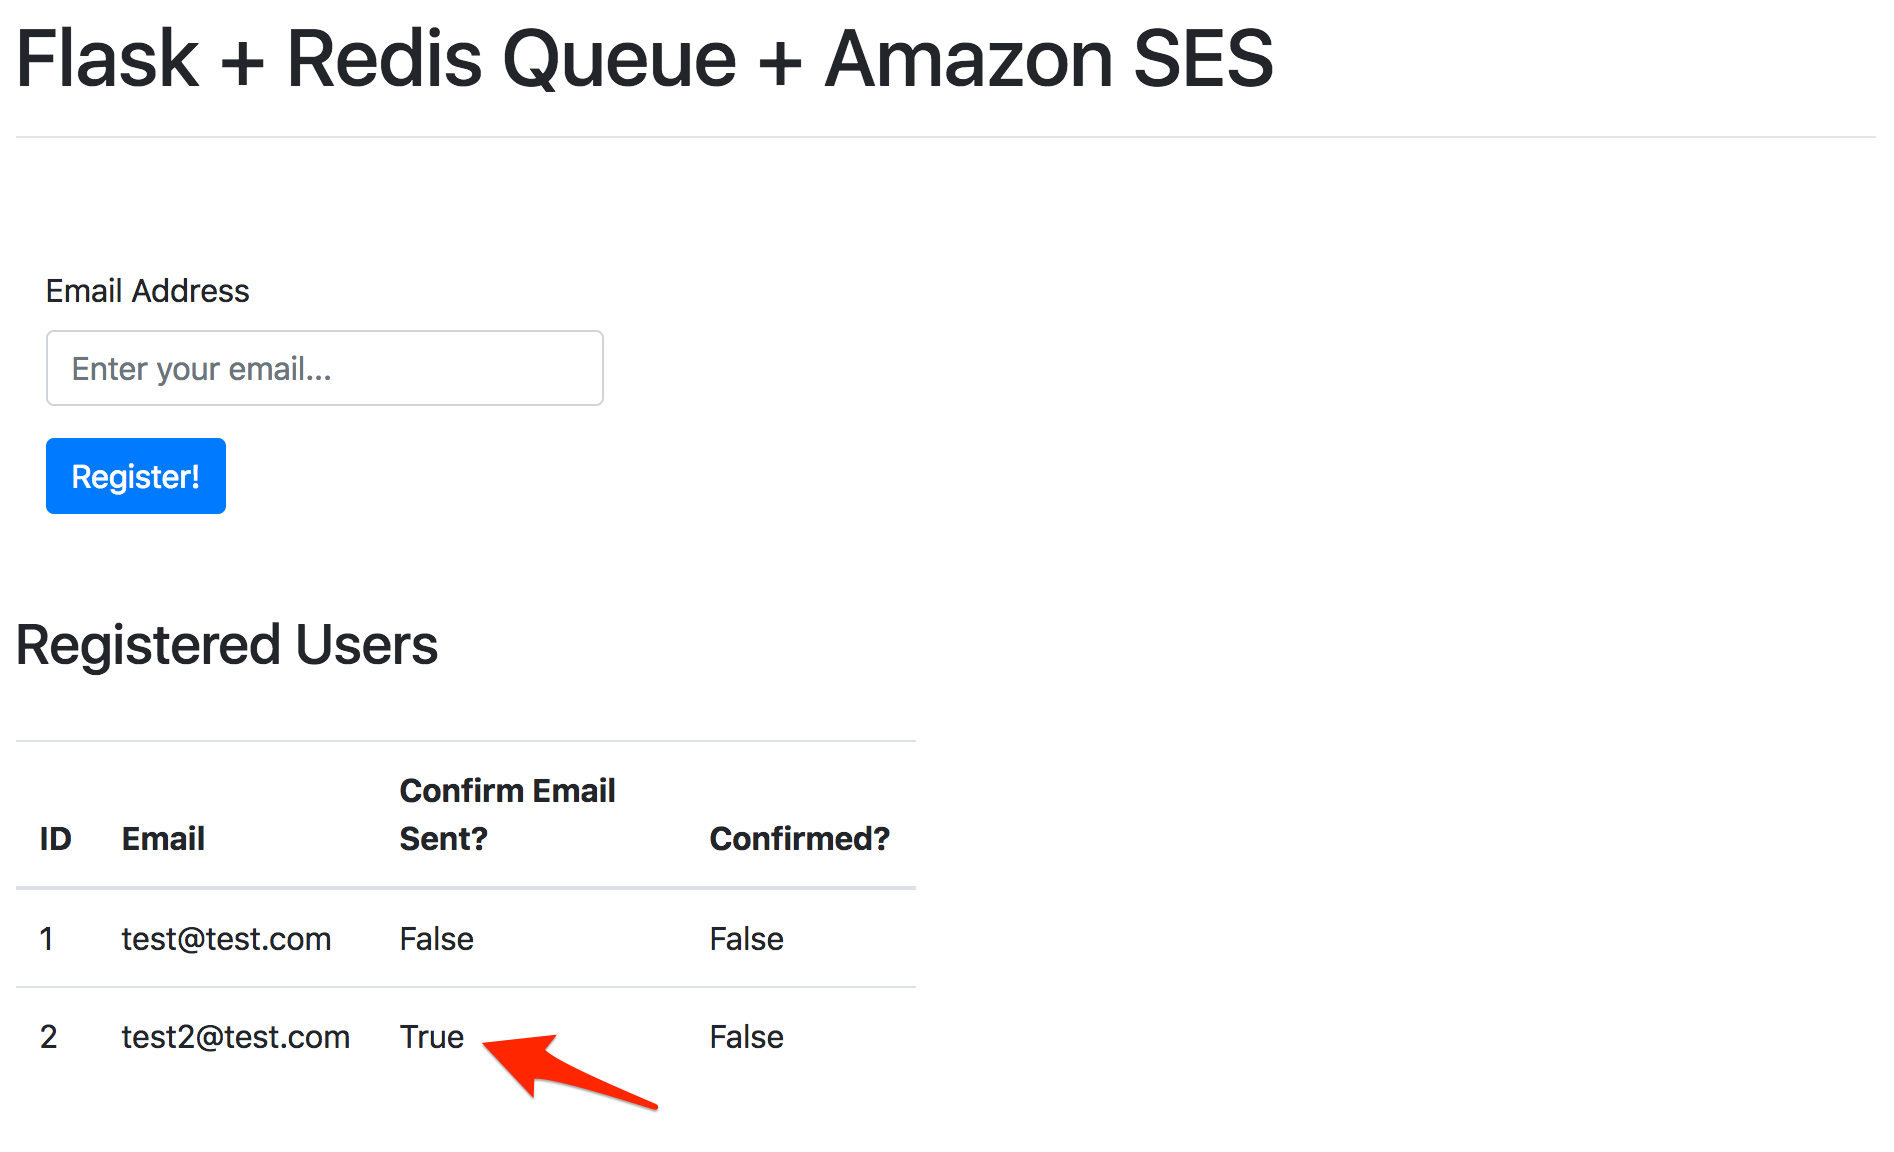 Flask + Redis Queue + Amazon SES
Email Address
Enter your email...
Register!
Registered Users
ID Email Confirm Email Sent? Confirmed?
1 test@test.com False False
2 test2@test.com True False